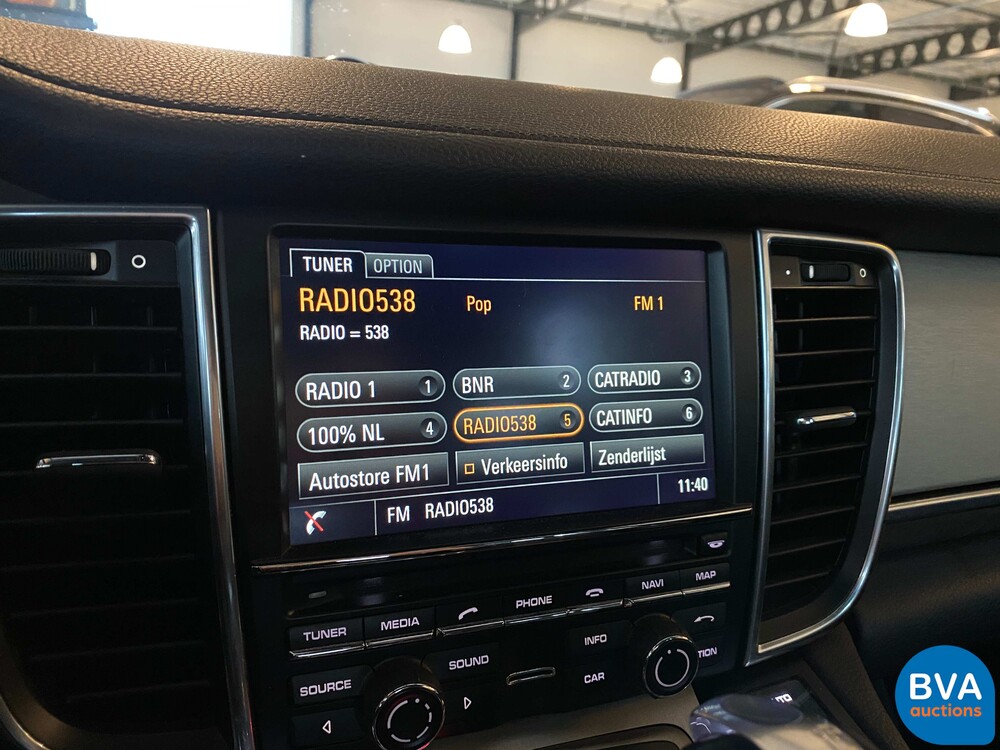 TUNER OPTION
RADIO538 Pop FM 1
RADIO = 538
RADIO 1 1 BNR 2 CATRADIO 3
100% NL 4 RADIO538 5 CATINFO 6
Autostore FM1 Verkeersinfo Zenderlijst
FM RADIO538 11:40
TUNER MEDIA PHONE NAVI MAP
SOURCE SOUND INFO
CAR
BVA
auctions